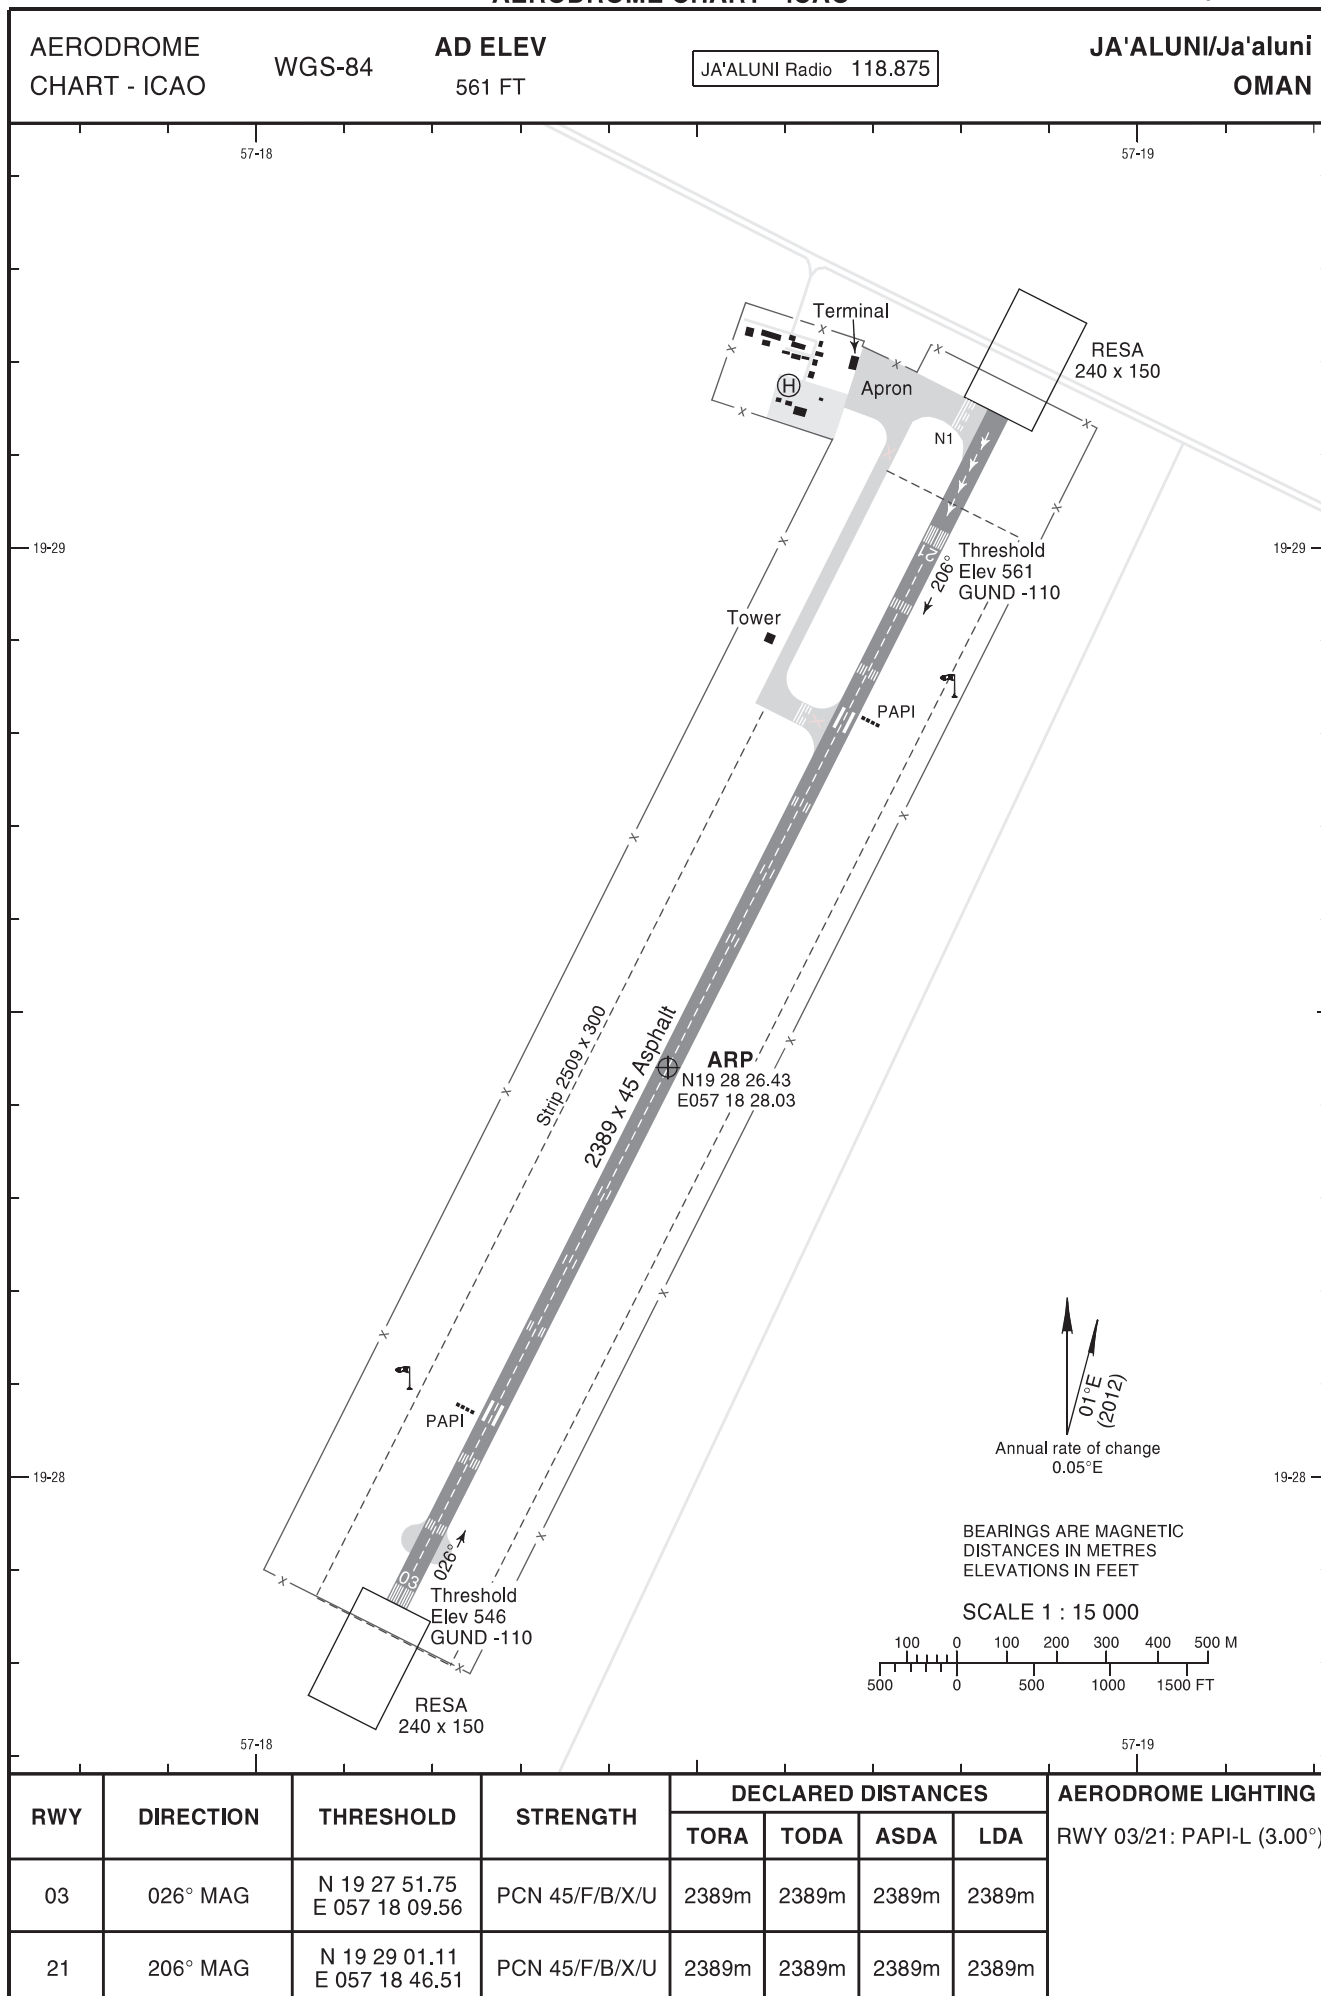 AERODROME CHART - ICAO
AERODROME
CHART - ICAO
WGS-84
AD ELEV
561 FT
JA'ALUNI Radio 118.875
JA'ALUNI/Ja'aluni
OMAN
57-18
57-19
Terminal
RESA
240 x 150
H
Apron
N1
19-29
19-29
21
Threshold
Elev 561
GUND -110
206°
Tower
PAPI
Strip 2509 x 300
2389 x 45 Asphalt
ARP
N19 28 26.43
E057 18 28.03
01°E
(2012)
Annual rate of change
0.05°E
PAPI
19-28
19-28
BEARINGS ARE MAGNETIC
DISTANCES IN METRES
ELEVATIONS IN FEET
026°
03
Threshold
Elev 546
GUND -110
SCALE 1 : 15 000
100 0 100 200 300 400 500 M
500 0 500 1000 1500 FT
RESA
240 x 150
57-18
57-19
RWY DIRECTION THRESHOLD STRENGTH DECLARED DISTANCES AERODROME LIGHTING
TORA TODA ASDA LDA RWY 03/21: PAPI-L (3.00°)
03 026° MAG N 19 27 51.75 E 057 18 09.56 PCN 45/F/B/X/U 2389m 2389m 2389m 2389m
21 206° MAG N 19 29 01.11 E 057 18 46.51 PCN 45/F/B/X/U 2389m 2389m 2389m 2389m